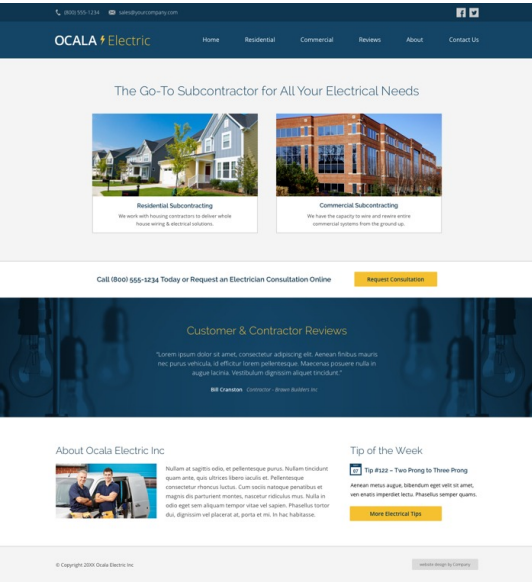 (800) 555-1234 sales@yourcompany.com
OCALA Electric
Home Residential Commercial Reviews About Contact Us
The Go-To Subcontractor for All Your Electrical Needs
Residential Subcontracting
We work with housing contractors to deliver whole
house wiring & electrical solutions.
Commercial Subcontracting
We have the capacity to wire and rewire entire
commercial systems from the ground up.
Call (800) 555-1234 Today or Request an Electrician Consultation Online
Request Consultation
Customer & Contractor Reviews
"Lorem ipsum dolor sit amet, consectetur adipiscing elit. Aenean finibus mauris
nec purus vehicula, id efficitur lorem pellentesque. Maecenas posuere nulla in
augue lacinia. Vestibulum dignissim aliquet tincidunt."
Bill Cranston Contractor - Brown Builders Inc
About Ocala Electric Inc
Nullam at sagittis odio, et pellentesque purus. Nullam tincidunt
quam ante, quis ultrices libero iaculis et. Pellentesque
consectetur rhoncus luctus. Cum sociis natoque penatibus et
magnis dis parturient montes, nascetur ridiculus mus. Nulla in
odio eget sem aliquam tempor vitae vel sapien. Phasellus tortor
dui, dignissim vel placerat at, porta et mi. In hac habitasse.
Tip of the Week
07 Tip #122 – Two Prong to Three Prong
Aenean metus augue, bibendum eget velit sit amet,
ven enatis imperdiet lectu. Phasellus semper quams.
More Electrical Tips
© Copyright 20XX Ocala Electric Inc
website design by Company